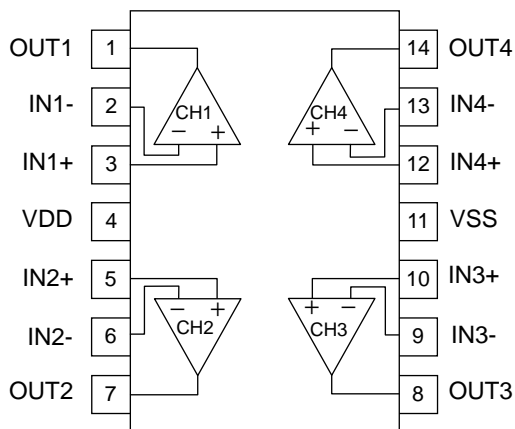 OUT1 1 14 OUT4
IN1- 2 CH1 CH4 13 IN4-
− + + −
IN1+ 3 12 IN4+
VDD 4 11 VSS
IN2+ 5 10 IN3+
− + + −
IN2- 6 CH2 CH3 9 IN3-
OUT2 7 8 OUT3